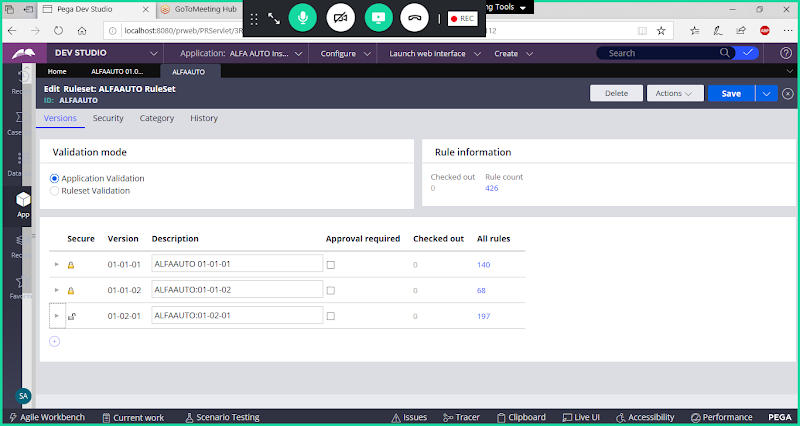 Pega Dev Studio
GoToMeeting Hub
ng Tools
localhost:8080/prweb/PRServlet/3R
112
REC
ABP
DEV STUDIO
Application: ALFA AUTO Ins...
Configure
Launch web interface
Create
Search
Home
ALFAAUTO 01.0...
ALFAAUTO
Rec
Edit Ruleset: ALFAAUTO RuleSet
ID: ALFAAUTO
Delete
Actions
Save
Versions
Security
Category
History
Case
Data
App
Rec
Favo
Validation mode
Application Validation
Ruleset Validation
Rule information
Checked out
Rule count
0
426
Secure Version Description Approval required Checked out All rules
01-01-01 ALFAAUTO 01-01-01 0 140
01-01-02 ALFAAUTO:01-01-02 0 68
01-02-01 ALFAAUTO:01-02-01 0 197
SA
Agile Workbench
Current work
Scenario Testing
Issues
Tracer
Clipboard
Live UI
Accessibility
Performance
PEGA